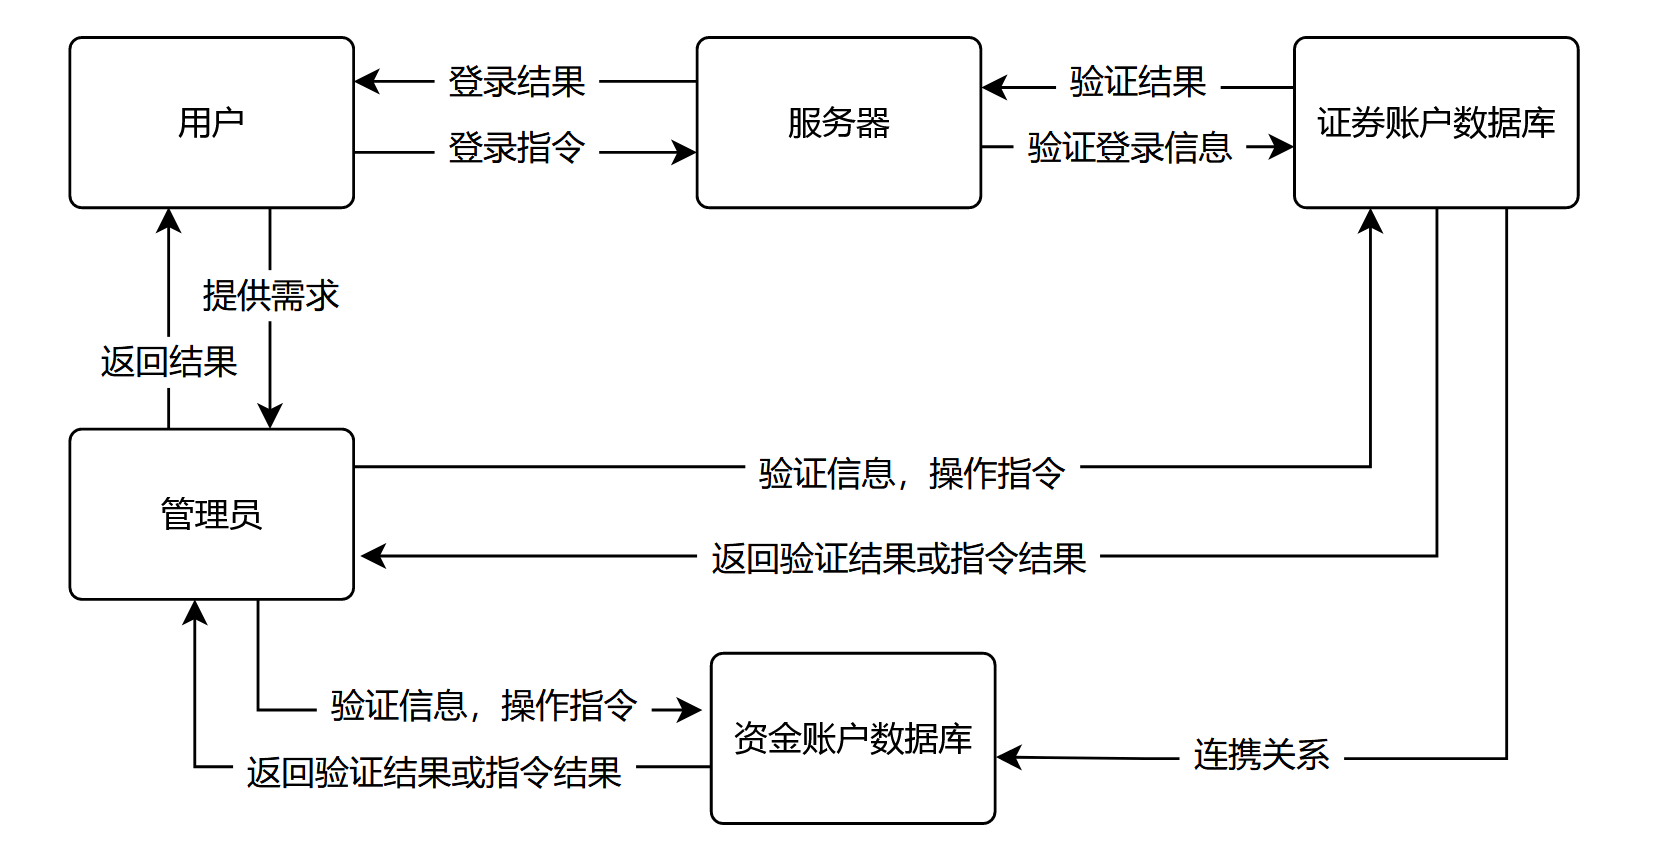 用户
登录结果
登录指令
服务器
验证结果
验证登录信息
证券账户数据库
提供需求
返回结果
管理员
验证信息，操作指令
返回验证结果或指令结果
验证信息，操作指令
返回验证结果或指令结果
资金账户数据库
连携关系